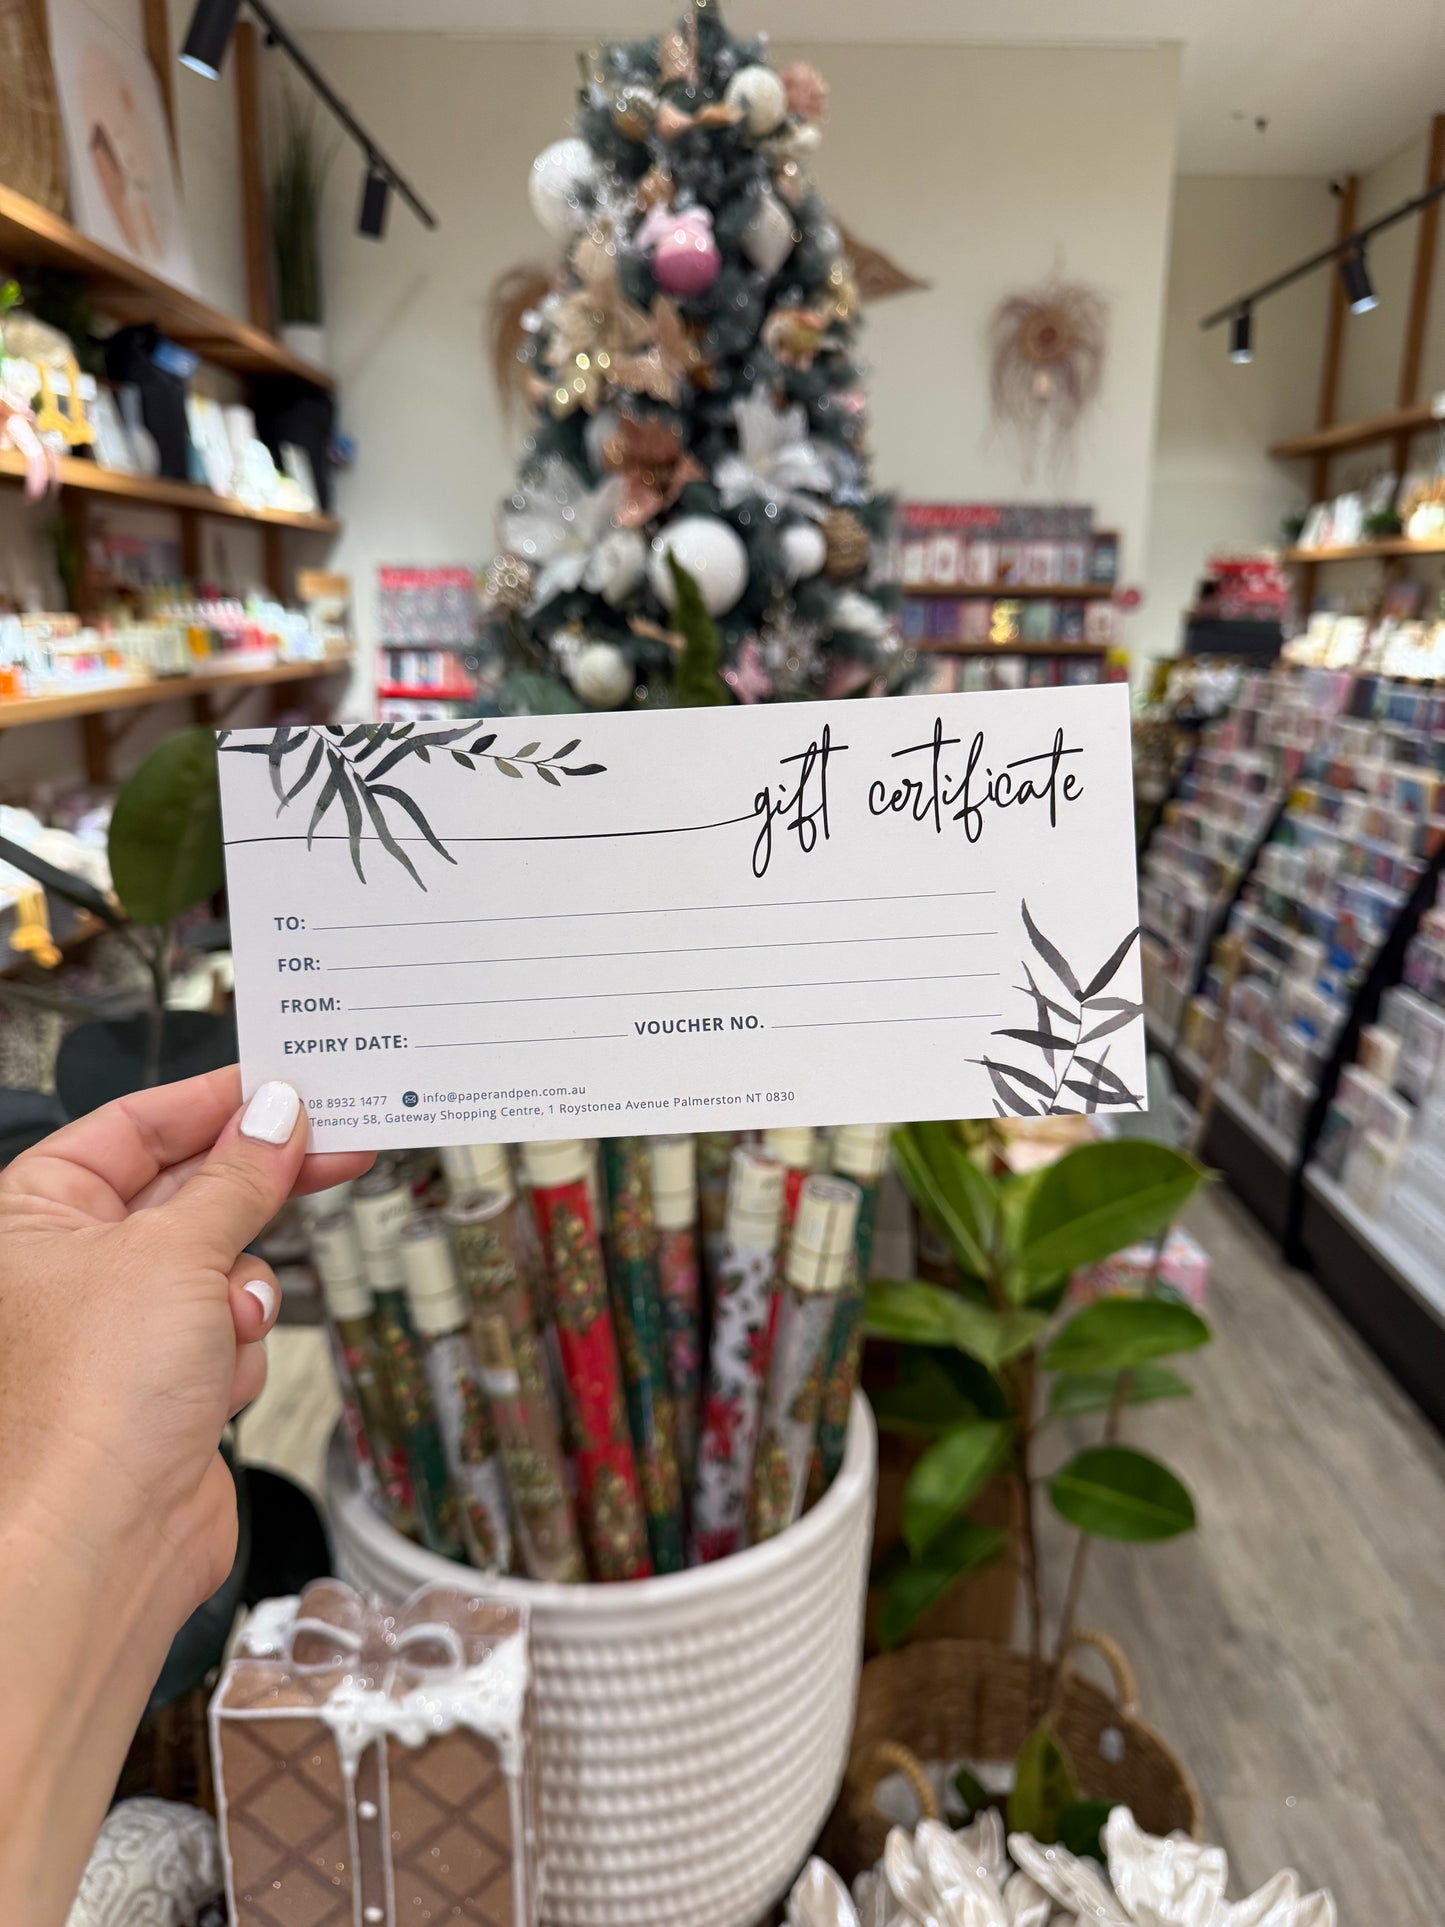 gift certificate
TO:
FOR:
FROM:
EXPIRY DATE: VOUCHER NO.
08 8932 1477 info@paperandpen.com.au
Tenancy 58, Gateway Shopping Centre, 1 Roystonea Avenue Palmerston NT 0830